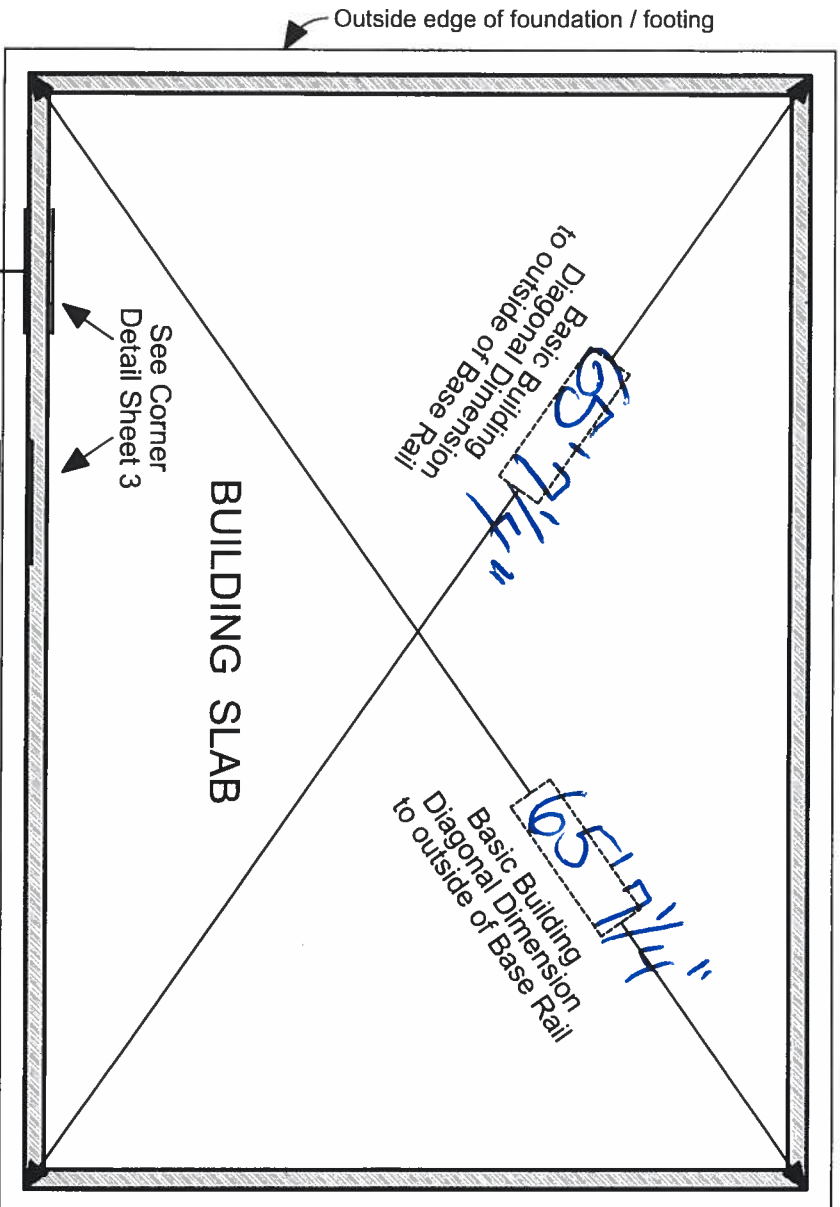 Outside edge of foundation / footing
Basic Building
Diagonal Dimension
to outside of Base Rail
65' 7 1/4"
65' 7 1/4"
Basic Building
Diagonal Dimension
to outside of Base Rail
See Corner
Detail Sheet 3
BUILDING SLAB